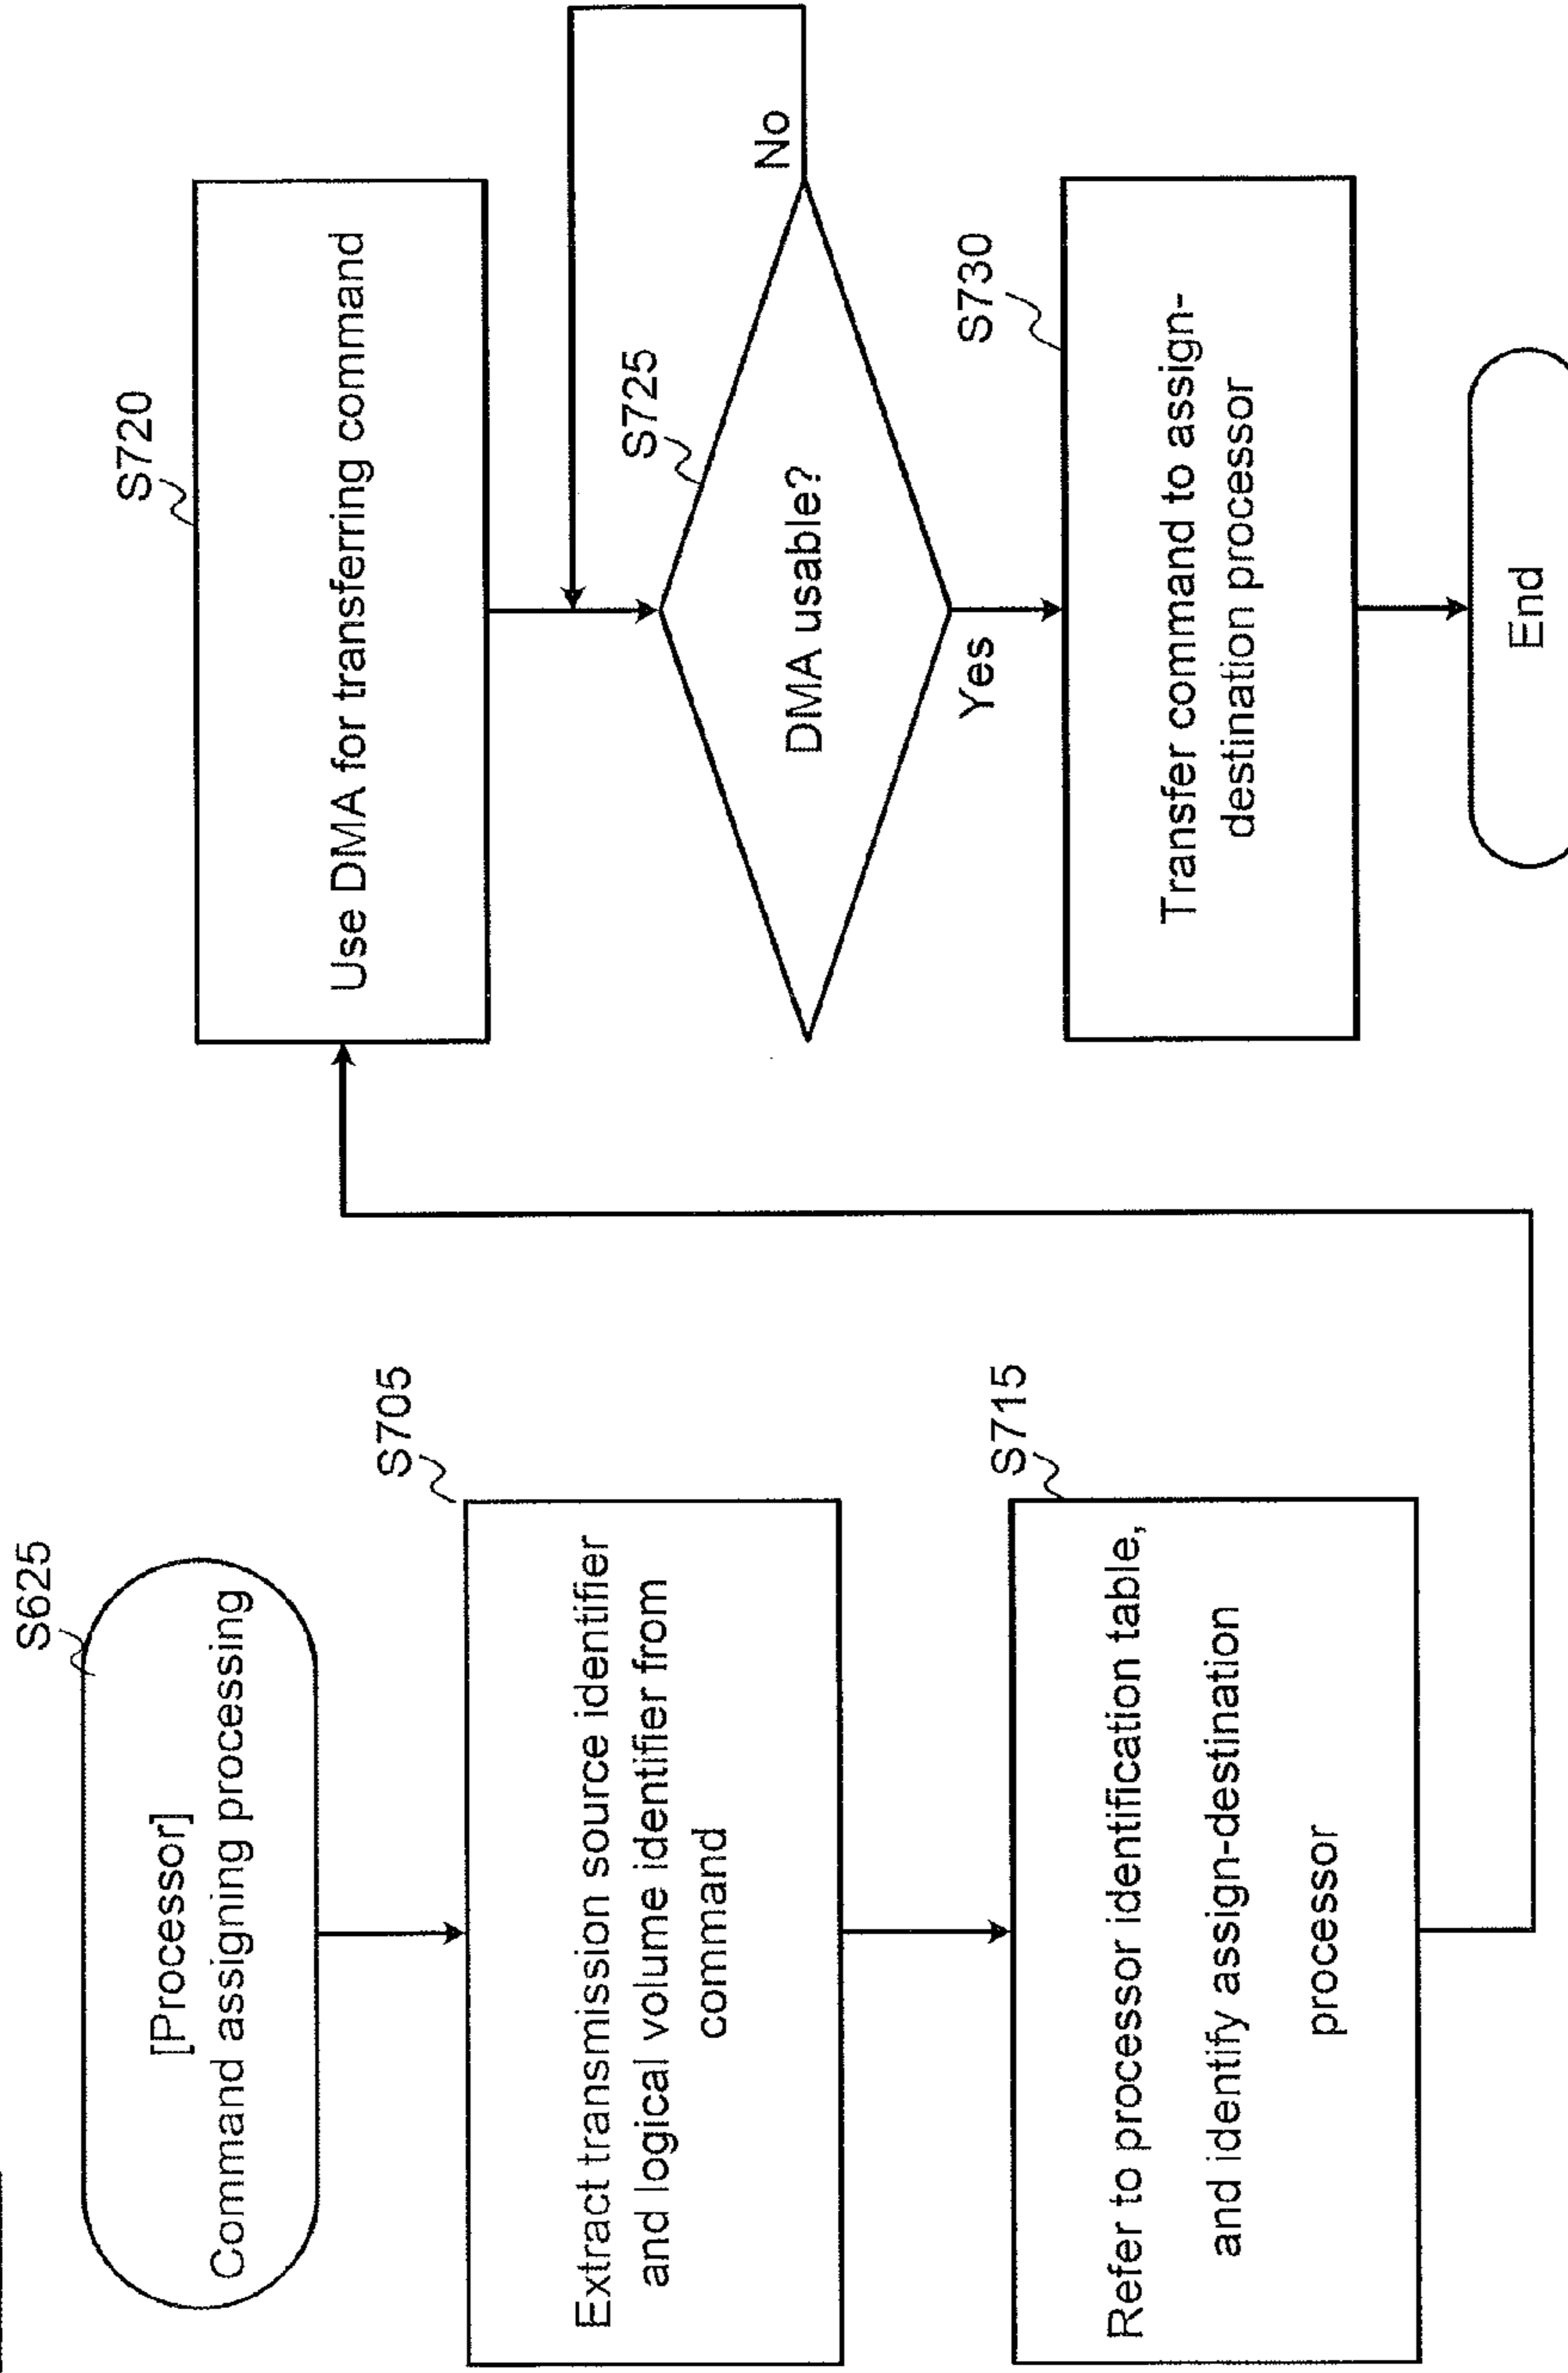 S625
[Processor]
Command assigning processing
S705
Extract transmission source identifier
and logical volume identifier from
command
S715
Refer to processor identification table,
and identify assign-destination
processor
S720
Use DMA for transferring command
S725
DMA usable?
No
Yes
S730
Transfer command to assign-
destination processor
End